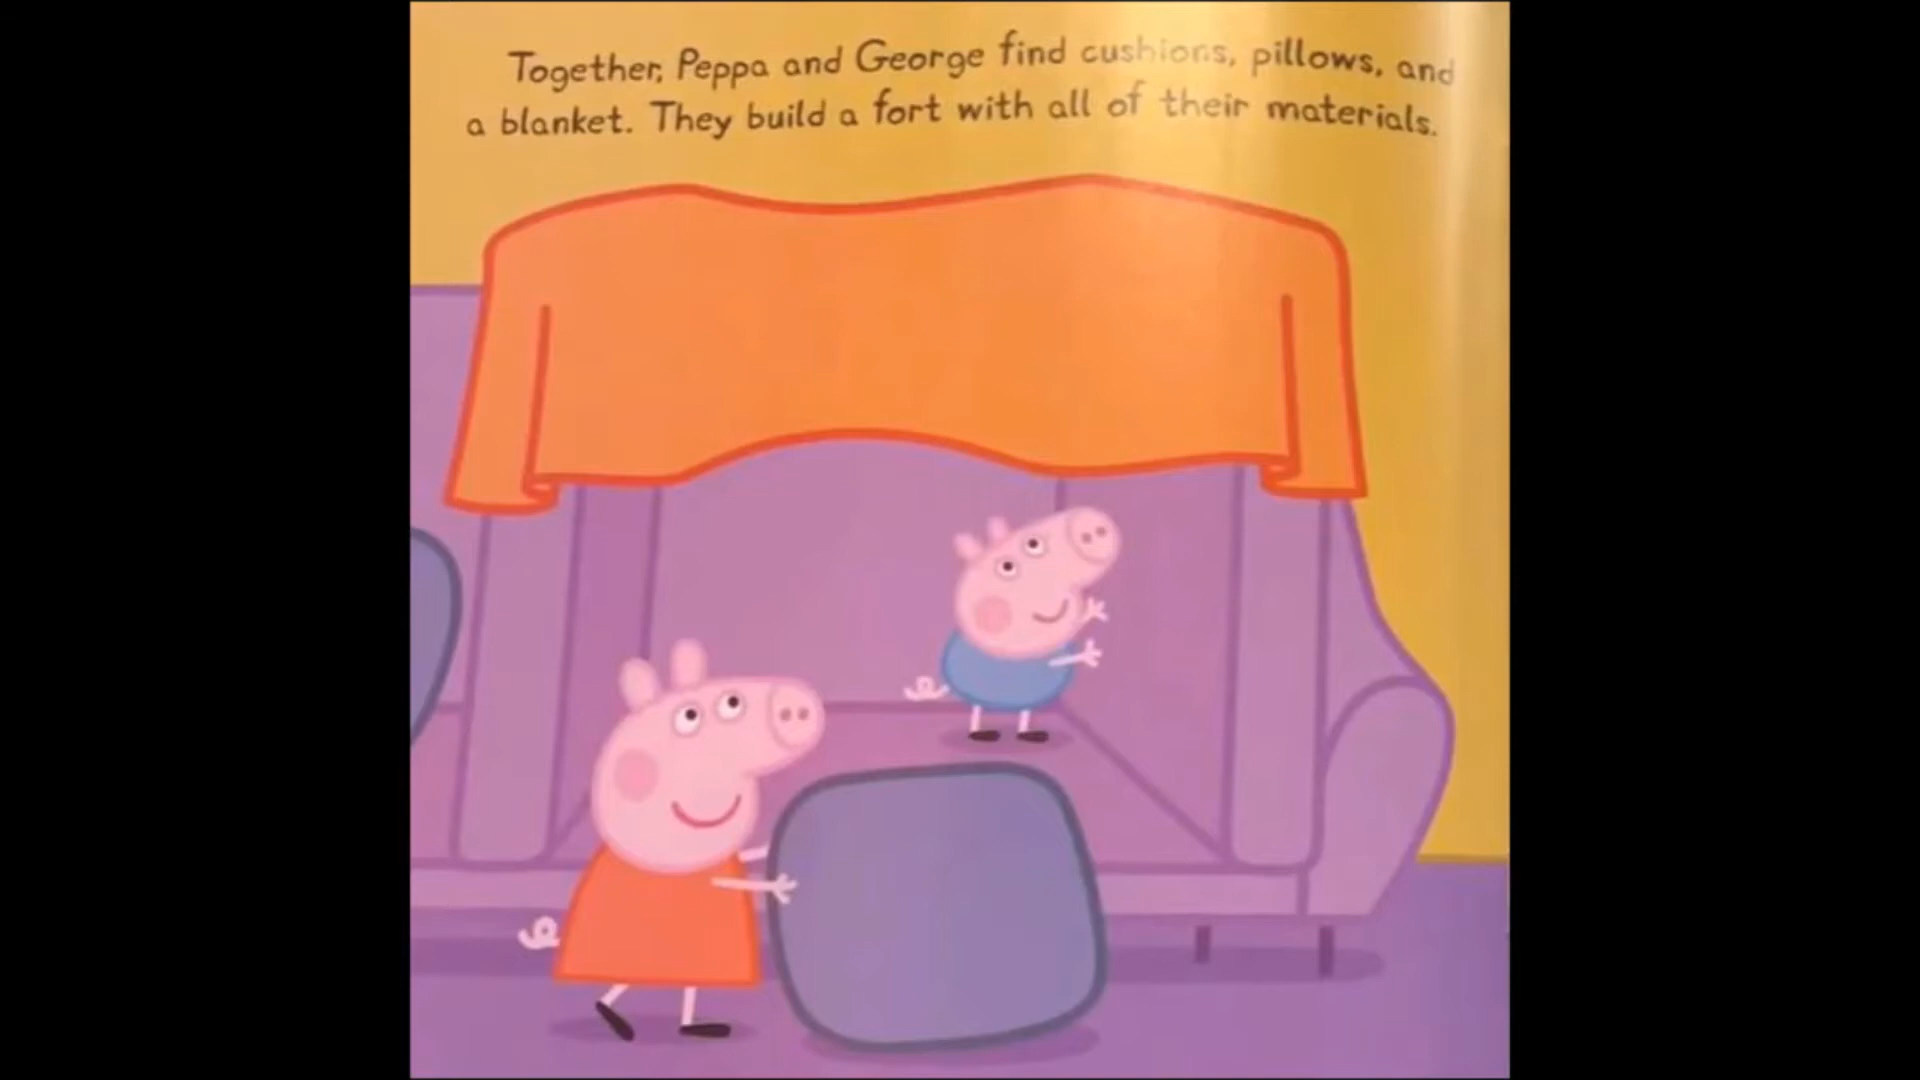 Together, Peppa and George find cushions, pillows, and
a blanket. They build a fort with all of their materials.